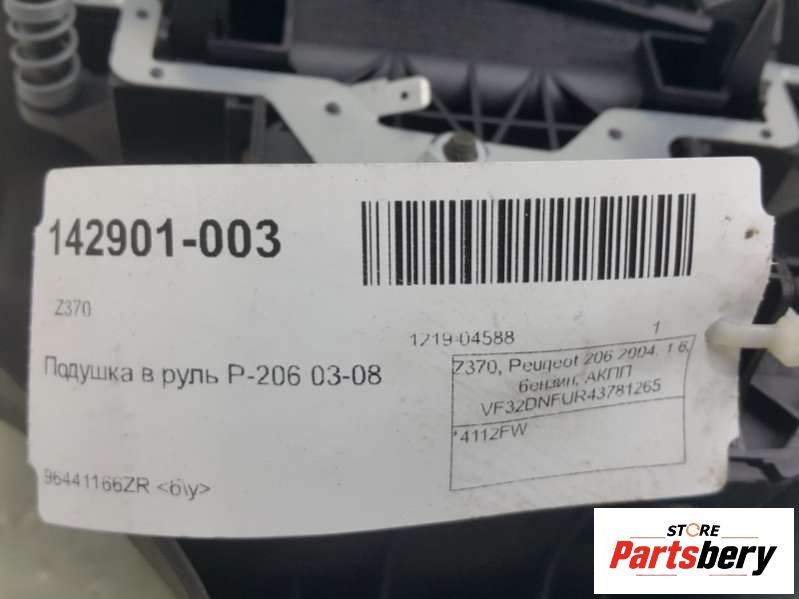 142901-003
Z370
1219-04588 1
Подушка в руль P-206 03-08
Z370, Peugeot 206 2004, 1.6,
бензин, АКПП
VF32DNFUR43781265
*4112FW
96441166ZR <б\у>
STORE
Partsbery